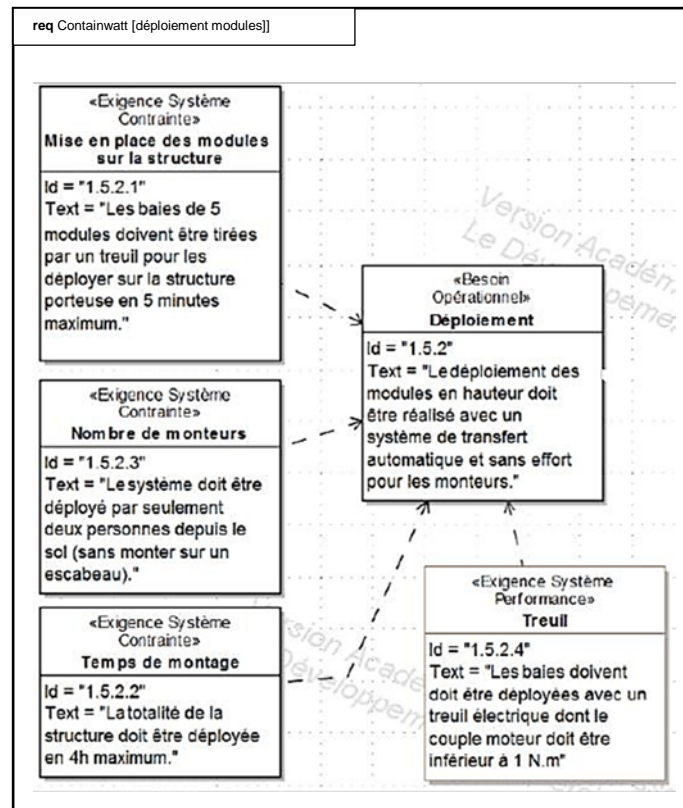 req Containwatt [déploiement modules]]
«Exigence Système
Contrainte»
Mise en place des modules
sur la structure
Id = "1.5.2.1"
Text = "Les baies de 5
modules doivent être tirées
par un treuil pour les
déployer sur la structure
porteuse en 5 minutes
maximum."
«Exigence Système
Contrainte»
Nombre de monteurs
Id = "1.5.2.3"
Text = "Le système doit être
déployé par seulement
deux personnes depuis le
sol (sans monter sur un
escabeau)."
«Exigence Système
Contrainte»
Temps de montage
Id = "1.5.2.2"
Text = "La totalité de la
structure doit être déployée
en 4h maximum."
«Besoin
Opérationnel»
Déploiement
Id = "1.5.2"
Text = "Le déploiement des
modules en hauteur doit
être réalisé avec un
système de transfert
automatique et sans effort
pour les monteurs."
«Exigence Système
Performance»
Treuil
Id = "1.5.2.4"
Text = "Les baies doivent
doit être déployées avec un
treuil électrique dont le
couple moteur doit être
inférieur à 1 N.m"
Version Académ
Le Dév